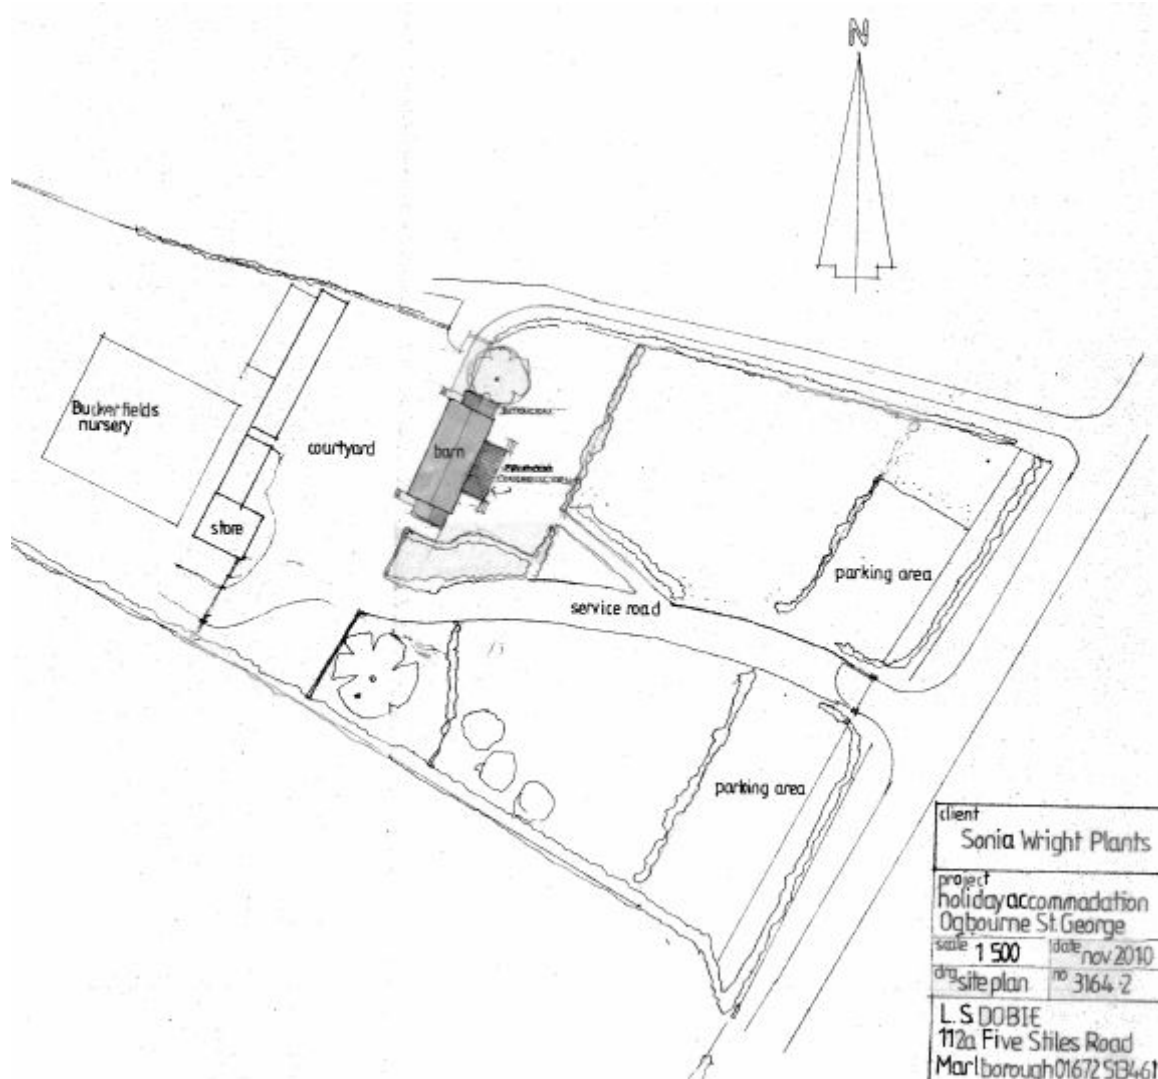 N
Buckerfields
nursery
courtyard
barn
store
service road
parking area
parking area
client
Sonia Wright Plants
project
holiday accommadation
Ogbourne St. George
scale 1 500
date nov 2010
drg site plan
no 3164·2
L.S. DOBIE
112a Five Stiles Road
Marlborough 01672